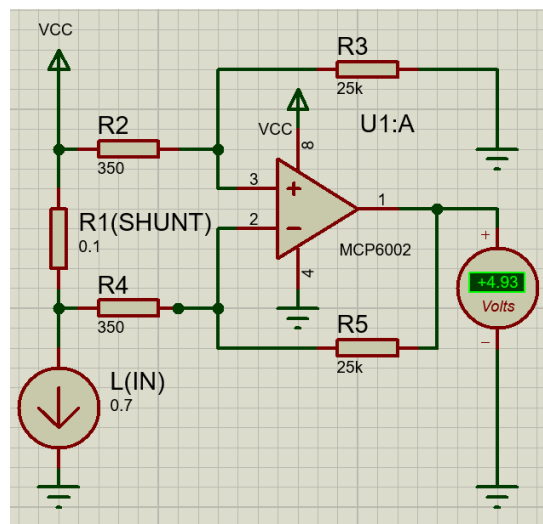 VCC
R3
25k
R2
350
VCC
8
U1:A
3
+
2
−
1
MCP6002
4
R1(SHUNT)
0.1
R4
350
R5
25k
+
+4.93
Volts
−
L(IN)
0.7